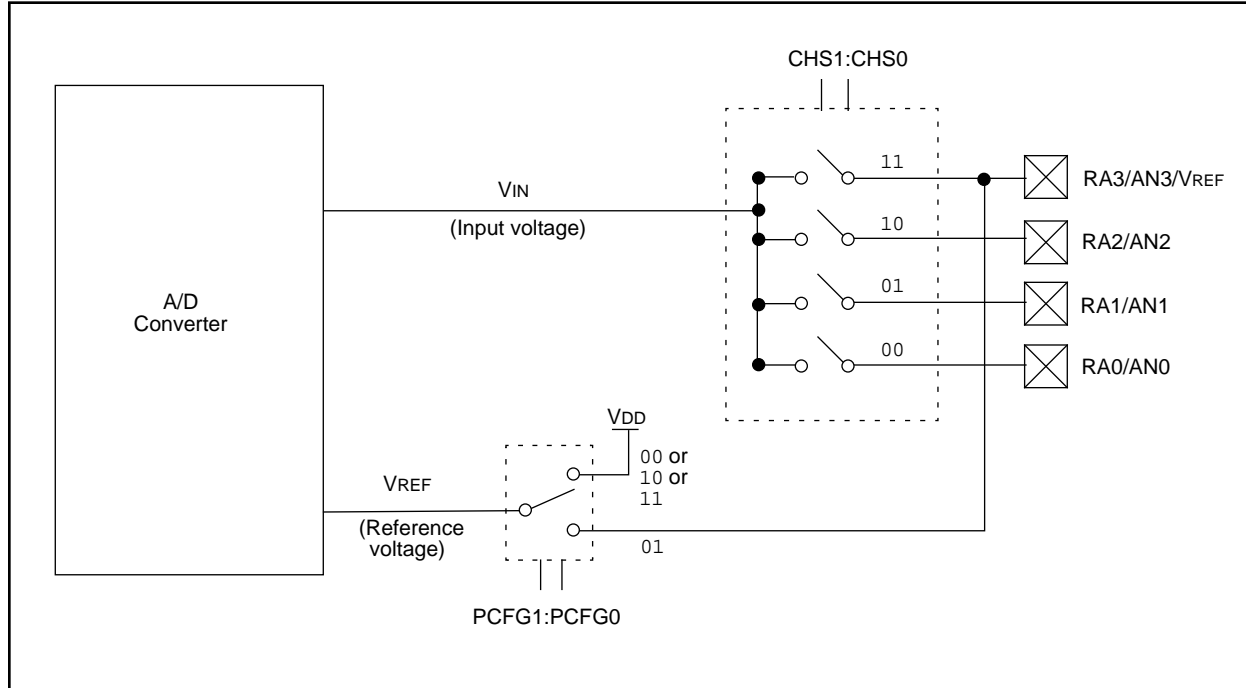 CHS1:CHS0
11
RA3/AN3/VREF
VIN
(Input voltage)
10
RA2/AN2
A/D
Converter
01
RA1/AN1
00
RA0/AN0
VDD
00 or
10 or
11
VREF
(Reference
voltage)
01
PCFG1:PCFG0